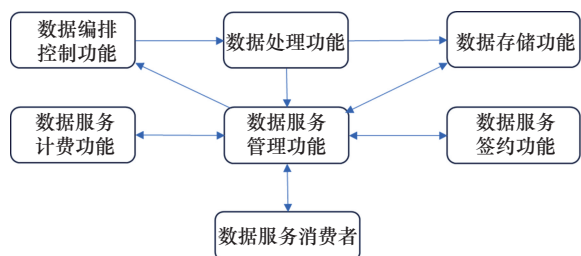 数据编排
控制功能
数据处理功能
数据存储功能
数据服务
计费功能
数据服务
管理功能
数据服务
签约功能
数据服务消费者